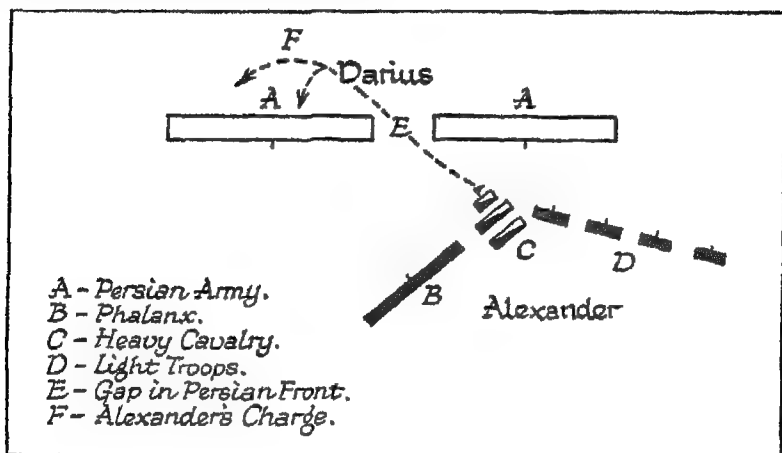 F
Darius
A
A
E
C
D
B
Alexander
A - Persian Army.
B - Phalanx.
C - Heavy Cavalry.
D - Light Troops.
E - Gap in Persian Front.
F - Alexander's Charge.